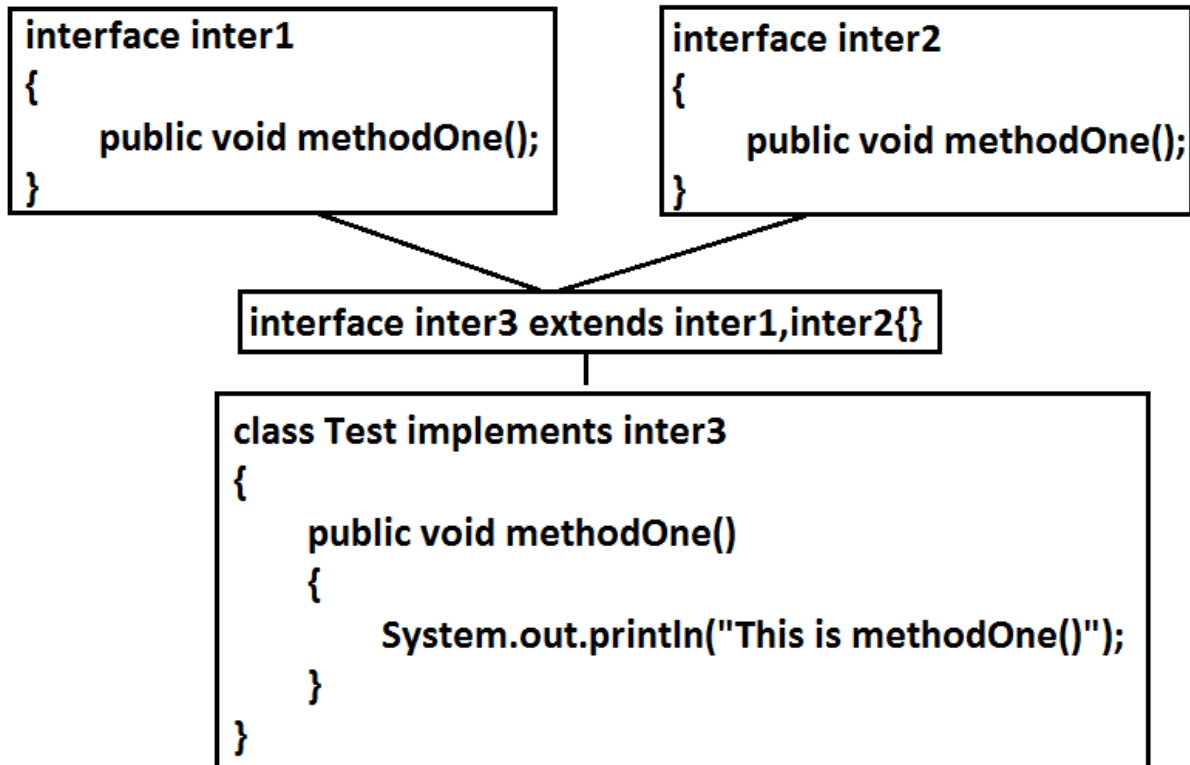 interface inter1
{
public void methodOne();
}
interface inter2
{
public void methodOne();
}
interface inter3 extends inter1,inter2{}
class Test implements inter3
{
public void methodOne()
{
System.out.println("This is methodOne()");
}
}